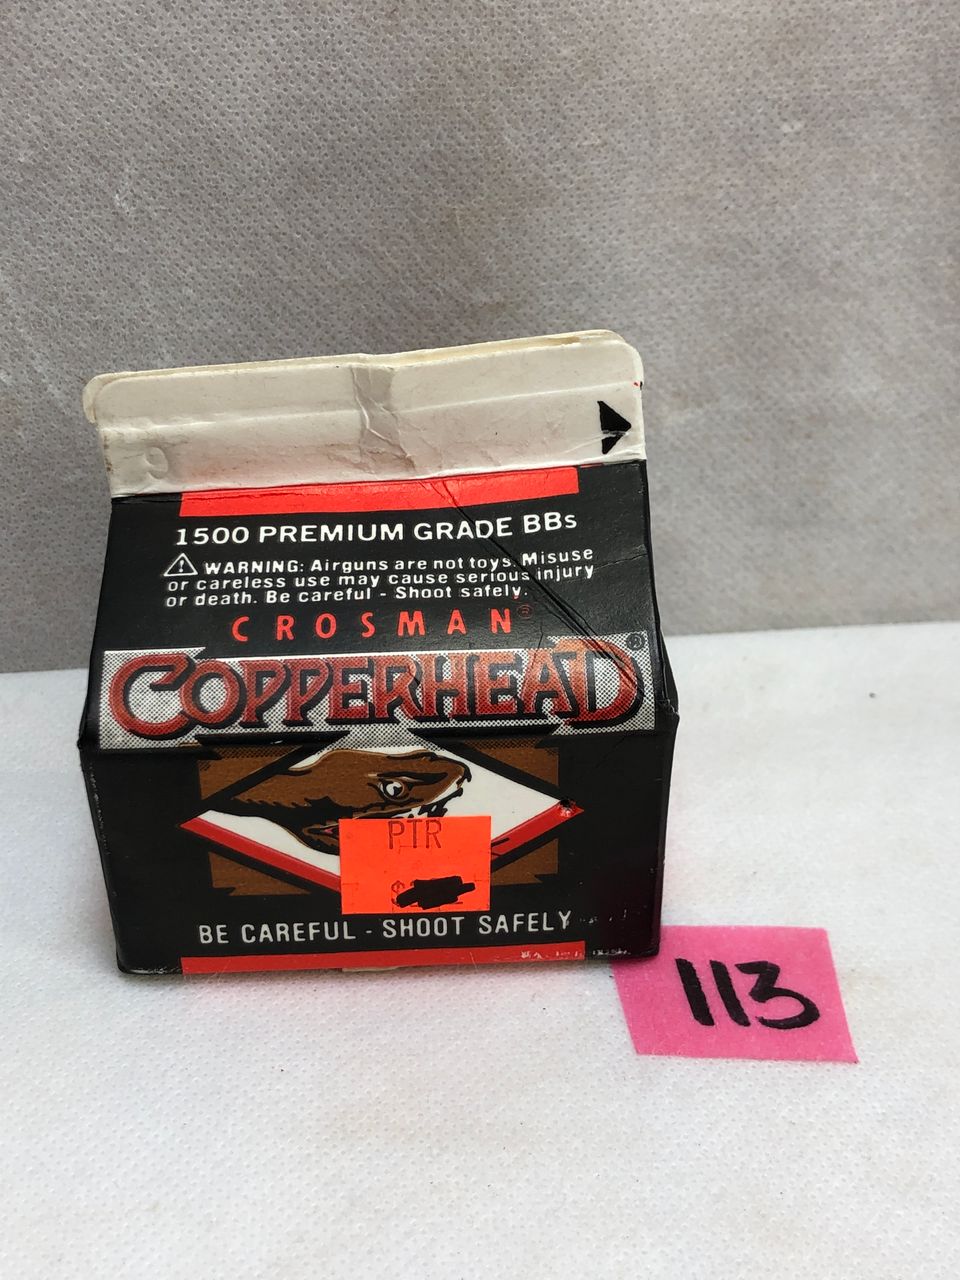 1500 PREMIUM GRADE BBs
WARNING: Airguns are not toys. Misuse
or careless use may cause serious injury
or death. Be careful - Shoot safely.
CROSMAN®
COPPERHEAD®
PTR
$
BE CAREFUL - SHOOT SAFELY
113